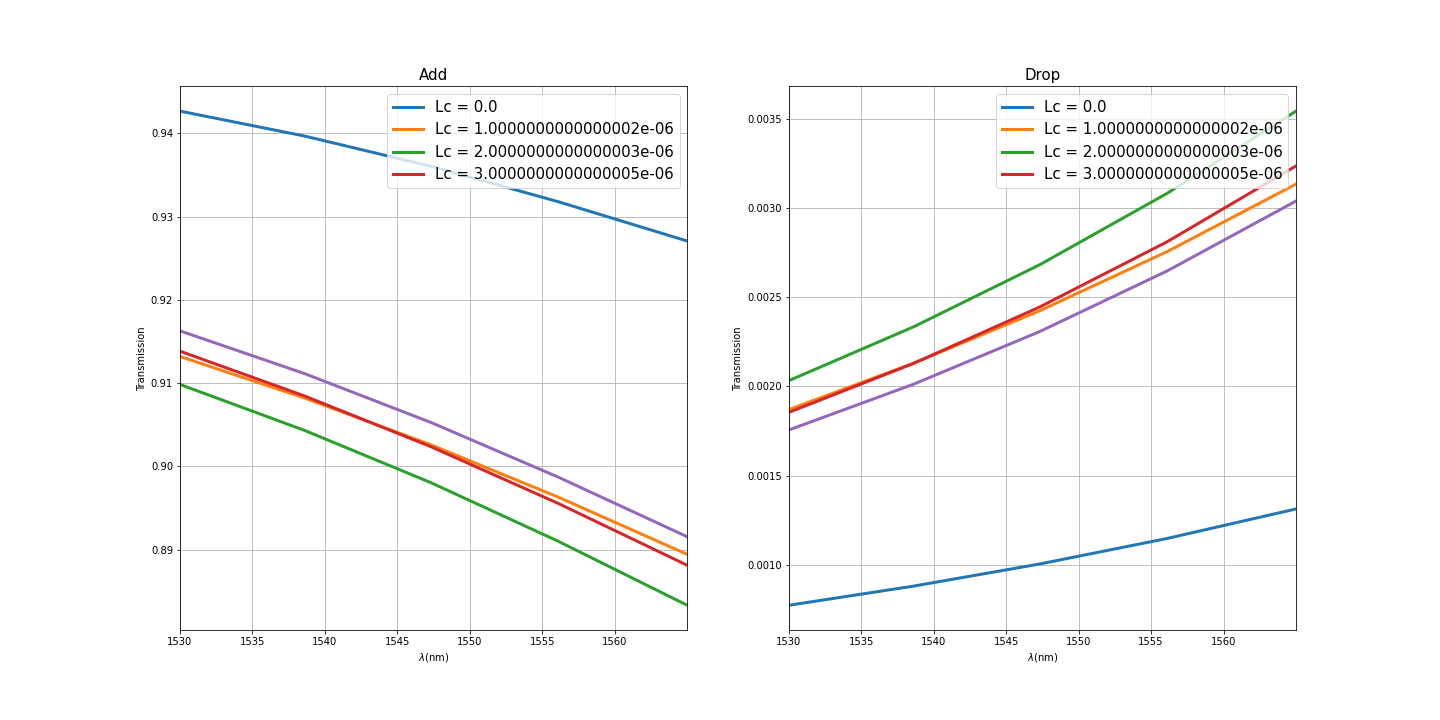 Add
Lc = 0.0
Lc = 1.0000000000000002e-06
Lc = 2.0000000000000003e-06
Lc = 3.0000000000000005e-06
0.94
0.93
0.92
0.91
0.90
0.89
Transmission
1530 1535 1540 1545 1550 1555 1560
λ(nm)
Drop
Lc = 0.0
Lc = 1.0000000000000002e-06
Lc = 2.0000000000000003e-06
Lc = 3.0000000000000005e-06
0.0035
0.0030
0.0025
0.0020
0.0015
0.0010
Transmission
1530 1535 1540 1545 1550 1555 1560
λ(nm)